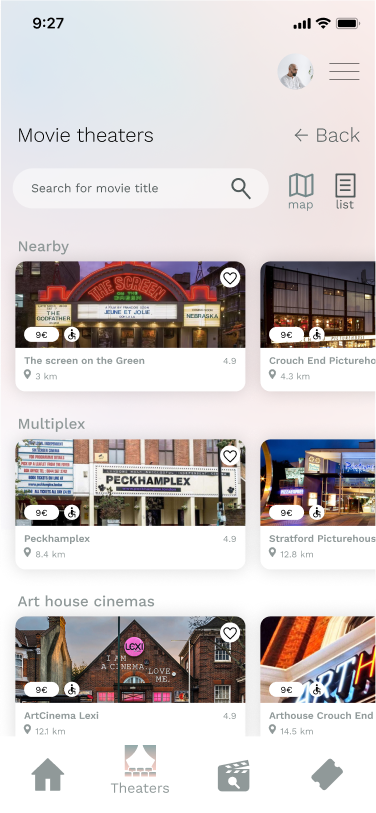 9:27
Movie theaters
← Back
Search for movie title
map
list
Nearby
THE SCREEN
ON THE
GREEN
THE
GODFATHER
JEUNE ET JOLIE
NEBRASKA
9€
9€
The screen on the Green
4.9
3 km
Crouch End Pictureho
4.3 km
Multiplex
PECKHAMPLEX
9€
9€
Peckhamplex
4.9
8.4 km
Stratford Picturehous
12.8 km
Art house cinemas
LEXI
I AM
A CINEMA
LOVE
ME.
ARTH
9€
9€
ArtCinema Lexi
4.9
12.1 km
Arthouse Crouch End
14.5 km
Theaters